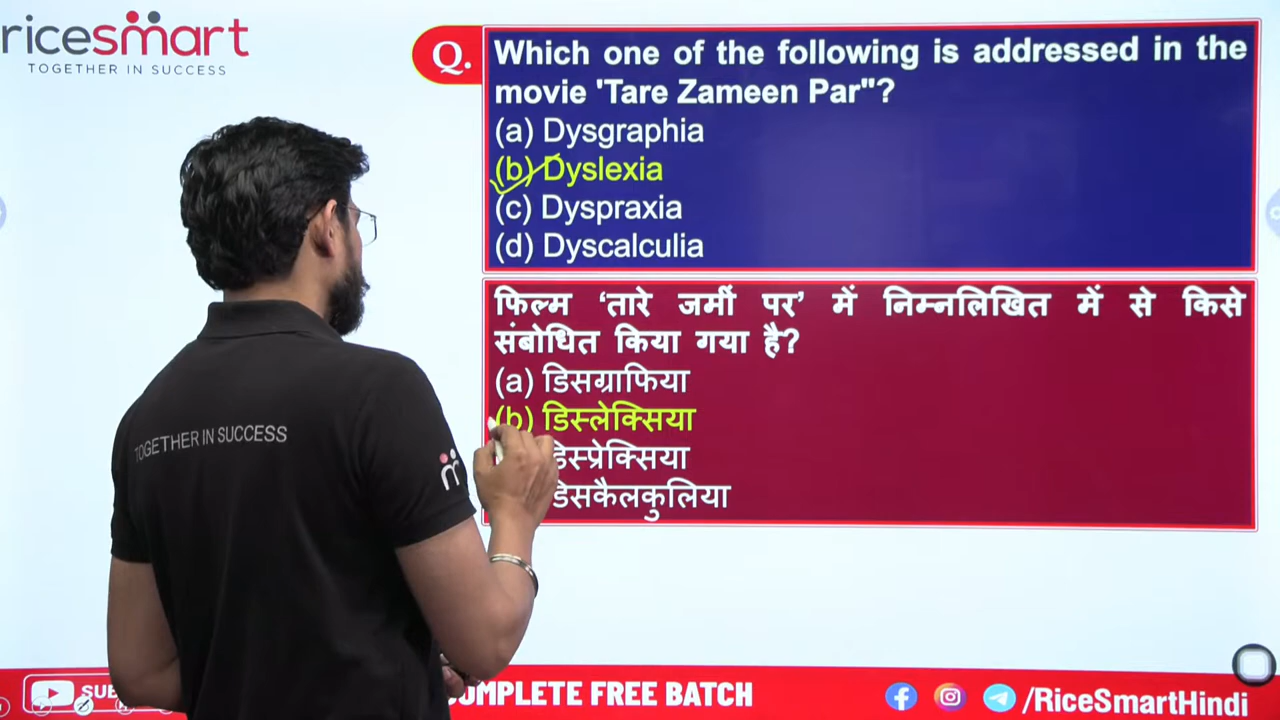 ricesmart
TOGETHER IN SUCCESS
Q.
Which one of the following is addressed in the
movie 'Tare Zameen Par"?
(a) Dysgraphia
(b) Dyslexia
(c) Dyspraxia
(d) Dyscalculia
फिल्म ‘तारे जमीं पर’ में निम्नलिखित में से किसे
संबोधित किया गया है?
(a) डिसग्राफिया
(b) डिस्लेक्सिया
डिस्प्रेक्सिया
डिसकैलकुलिया
TOGETHER IN SUCCESS
SUB
COMPLETE FREE BATCH
/RiceSmartHindi